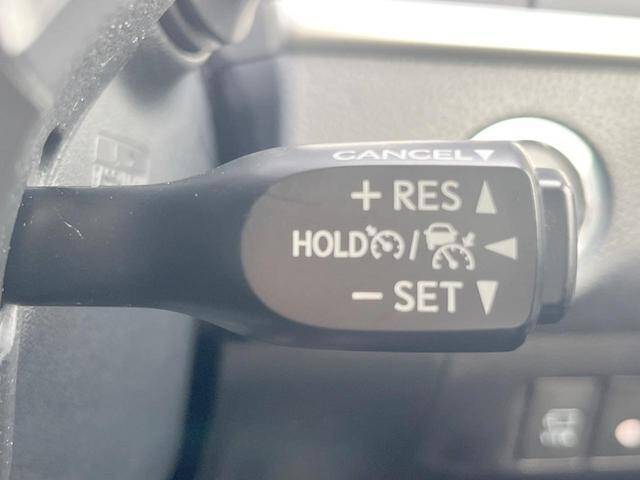 CANCEL▼
+ RES ▲
HOLD / ◀
− SET ▼